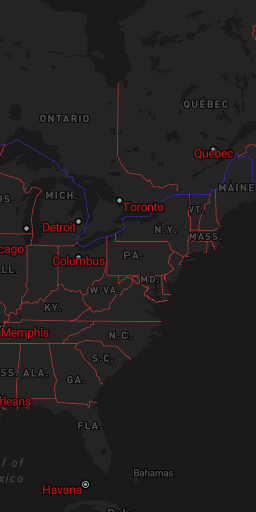 QUÉBEC
ONTARIO
Quebec
MAINE
MICH.
IS.
Toronto
VT.
Detroit
N.Y.
MASS.
cago
Columbus
PA.
LL.
MD.
W.VA.
KY.
Memphis
N.C.
S.C.
SS.
ALA.
GA.
rleans
FLA.
f of
xico
Bahamas
Havana